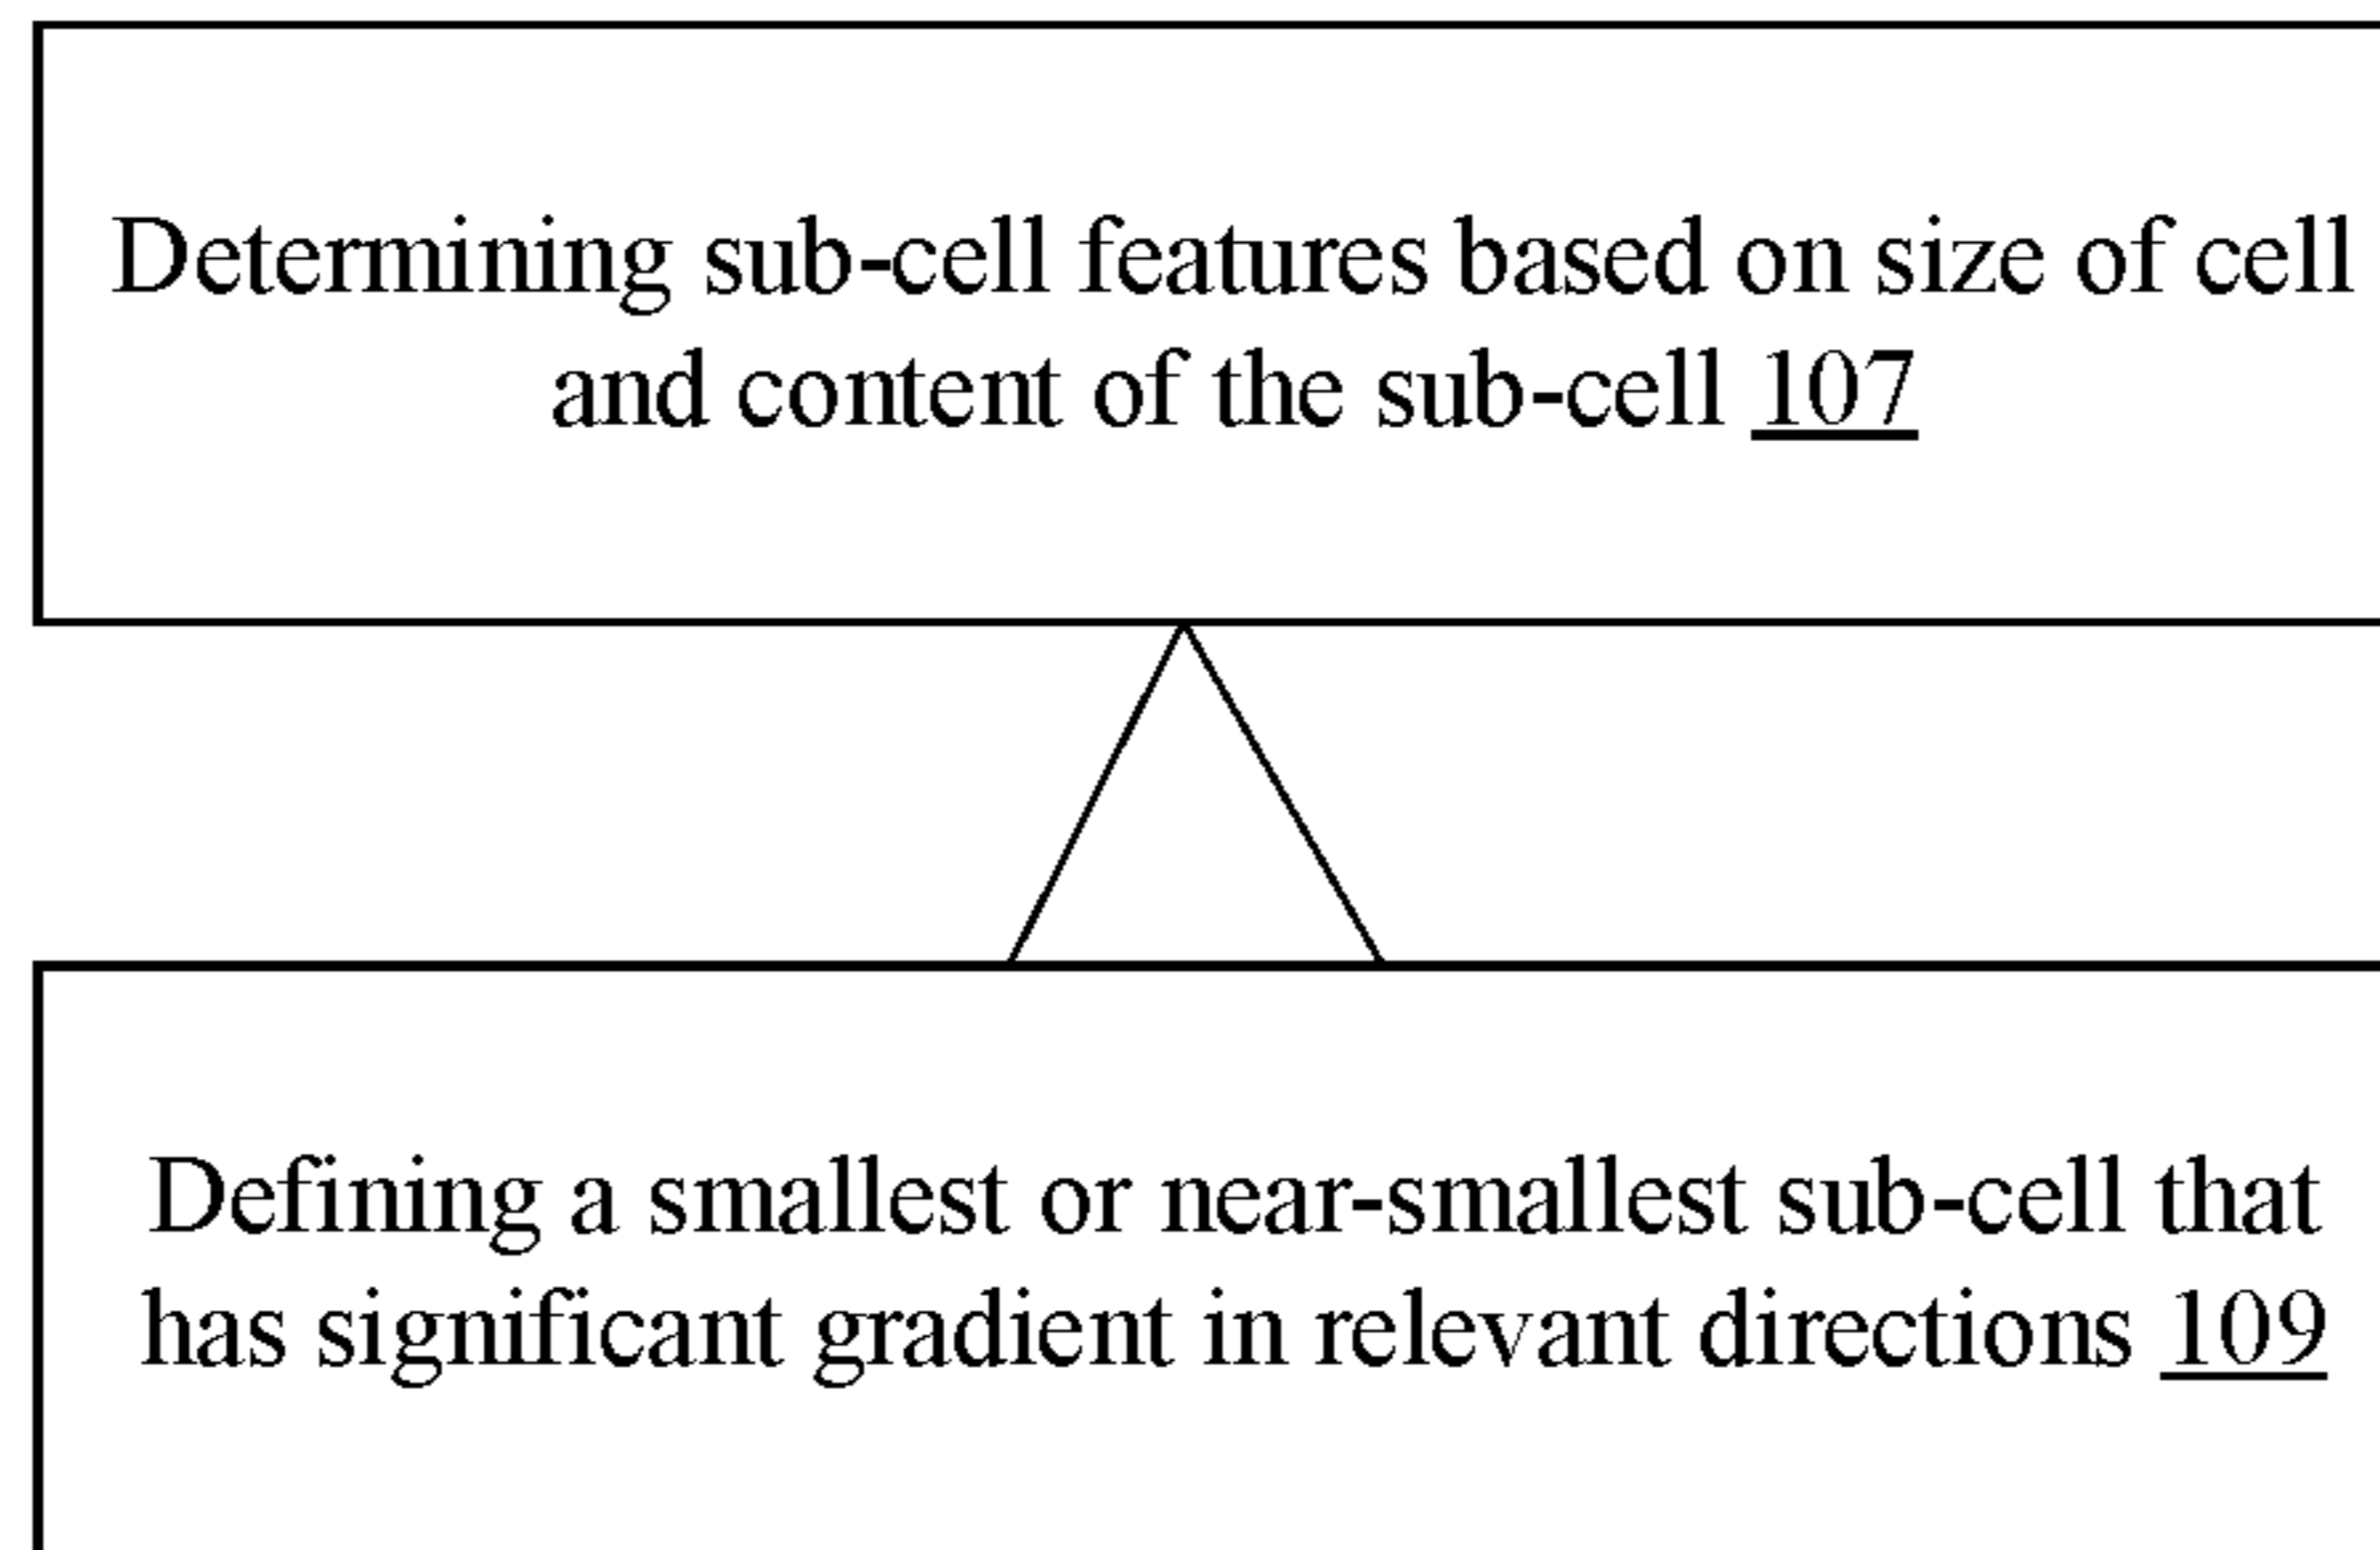 Determining sub-cell features based on size of cell
and content of the sub-cell 107
Defining a smallest or near-smallest sub-cell that
has significant gradient in relevant directions 109